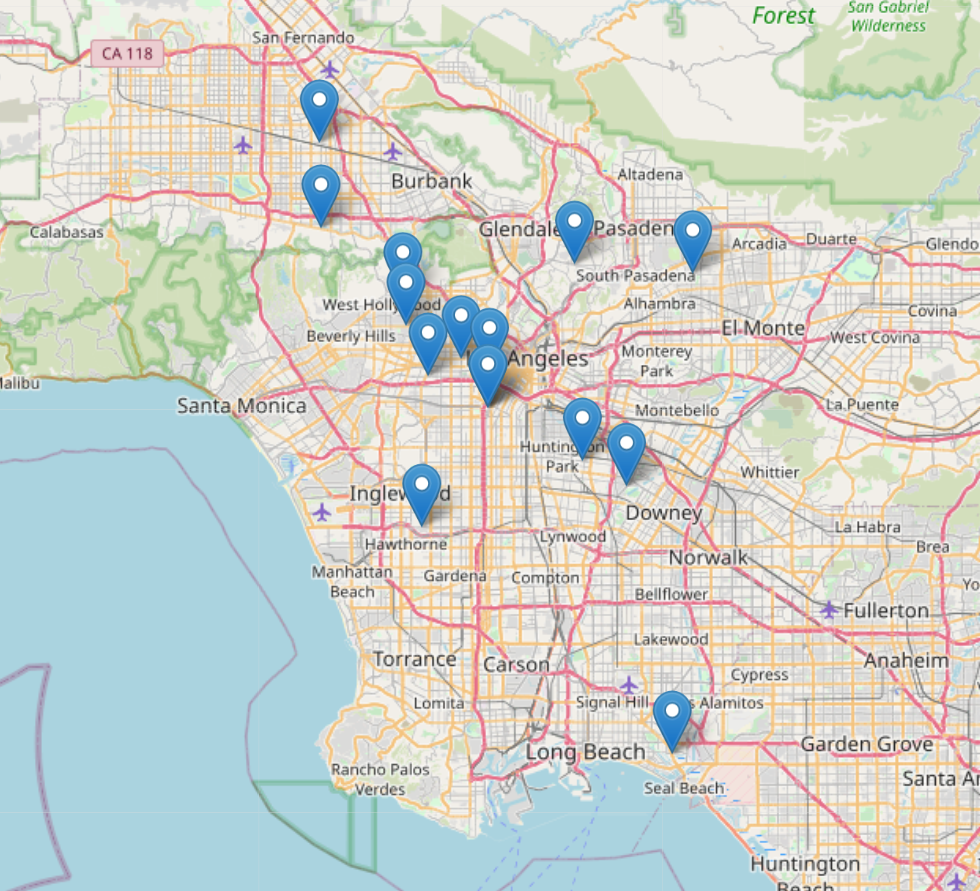 Forest
San Gabriel
Wilderness
San Fernando
CA 118
Burbank
Altadena
Calabasas
Glendale
Pasaden
Arcadia
Duarte
Glendo
South Pasadena
West Hollywood
Alhambra
Covina
Beverly Hills
El Monte
West Covina
Angeles
Monterey
Park
Malibu
Santa Monica
Montebello
La Puente
Huntington
Park
Whittier
Inglewood
Downey
La Habra
Hawthorne
Lynwood
Brea
Norwalk
Manhattan
Beach
Gardena
Compton
Yo
Bellflower
Fullerton
Lakewood
Torrance
Carson
Anaheim
Cypress
Lomita
Signal Hill
s Alamitos
Long Beach
Garden Grove
Rancho Palos
Verdes
Santa An
Seal Beach
Huntington
Beach